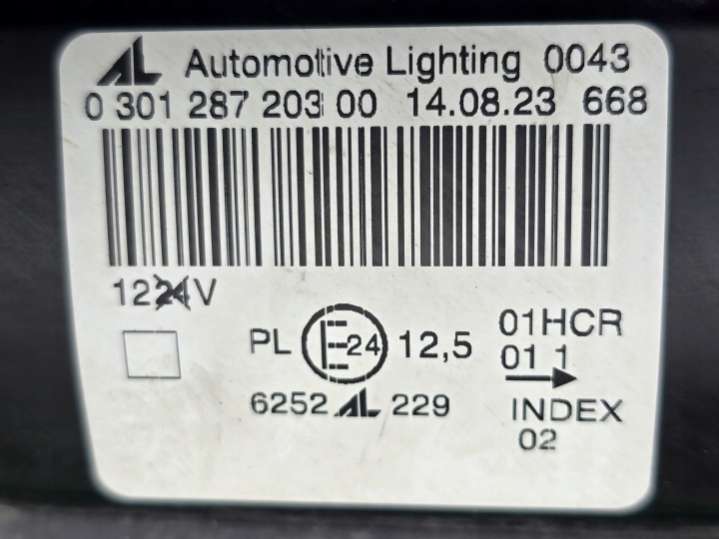 AL Automotive Lighting 0043
0 301 287 203 00 14.08.23 668
1224V
PL E24 12,5 01HCR
01 1
6252 AL 229 INDEX
02